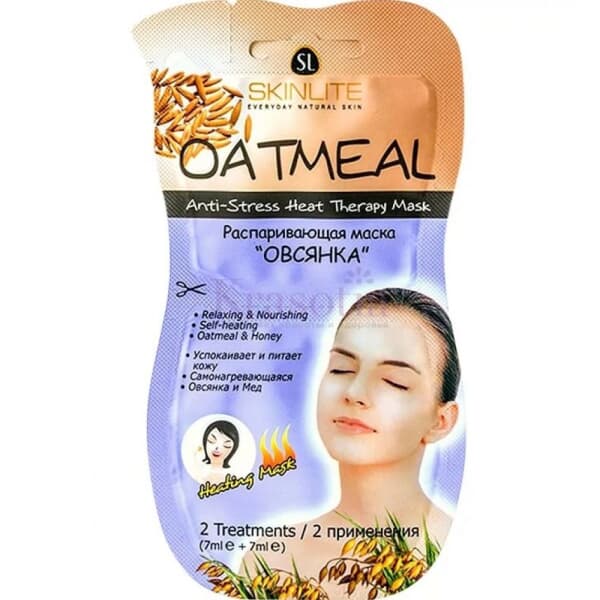 SL
SKINLITE
EVERYDAY NATURAL SKIN
OATMEAL
Anti-Stress Heat Therapy Mask
Распаривающая маска
"ОВСЯНКА"
Krasotk
• Relaxing & Nourishing
• Self-heating
• Oatmeal & Honey
• Успокаивает и питает
кожу
• Самонагревающаяся
• Овсянка и Мед
Heating Mask
2 Treatments / 2 применения
(7ml e + 7ml e)